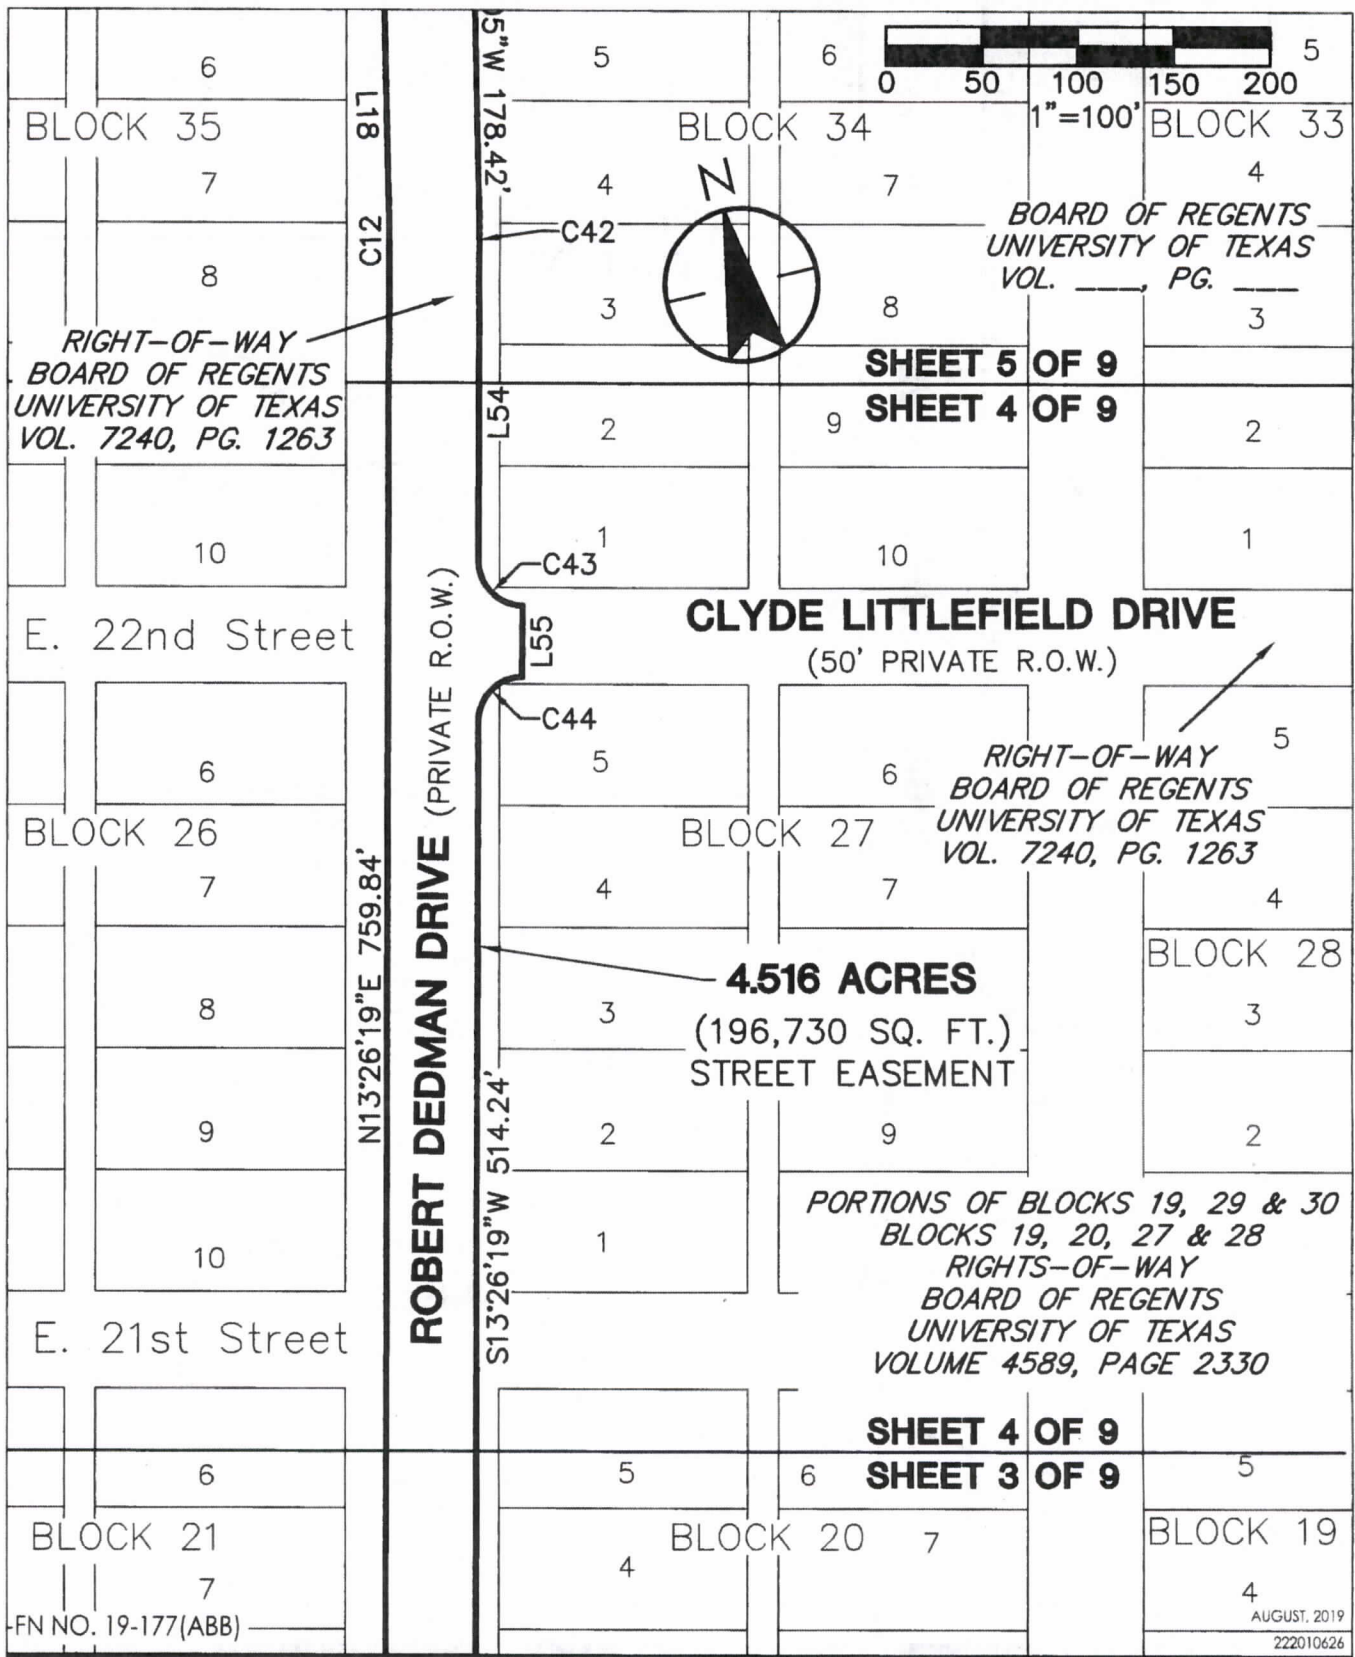 6
5
6
5
0 50 100 150 200
1"=100'
BLOCK 35
L18
05"W 178.42'
BLOCK 34
BLOCK 33
7
4
7
4
N
C12
C42
BOARD OF REGENTS
UNIVERSITY OF TEXAS
VOL. ___, PG. ___
8
3
8
3
RIGHT-OF-WAY
BOARD OF REGENTS
UNIVERSITY OF TEXAS
VOL. 7240, PG. 1263
SHEET 5 OF 9
SHEET 4 OF 9
L54
2
9
2
10
1
10
1
C43
E. 22nd Street
L55
CLYDE LITTLEFIELD DRIVE
(50' PRIVATE R.O.W.)
C44
6
5
6
5
RIGHT-OF-WAY
BOARD OF REGENTS
UNIVERSITY OF TEXAS
VOL. 7240, PG. 1263
BLOCK 26
BLOCK 27
7
4
7
4
N13°26'19"E 759.84'
ROBERT DEDMAN DRIVE (PRIVATE R.O.W.)
S13°26'19"W 514.24'
BLOCK 28
4.516 ACRES
(196,730 SQ. FT.)
STREET EASEMENT
8
3
3
9
2
9
2
10
1
PORTIONS OF BLOCKS 19, 29 & 30
BLOCKS 19, 20, 27 & 28
RIGHTS-OF-WAY
BOARD OF REGENTS
UNIVERSITY OF TEXAS
VOLUME 4589, PAGE 2330
E. 21st Street
SHEET 4 OF 9
SHEET 3 OF 9
6
5
6
5
BLOCK 21
BLOCK 20
7
BLOCK 19
7
4
4
FN NO. 19-177(ABB)
AUGUST, 2019
222010626